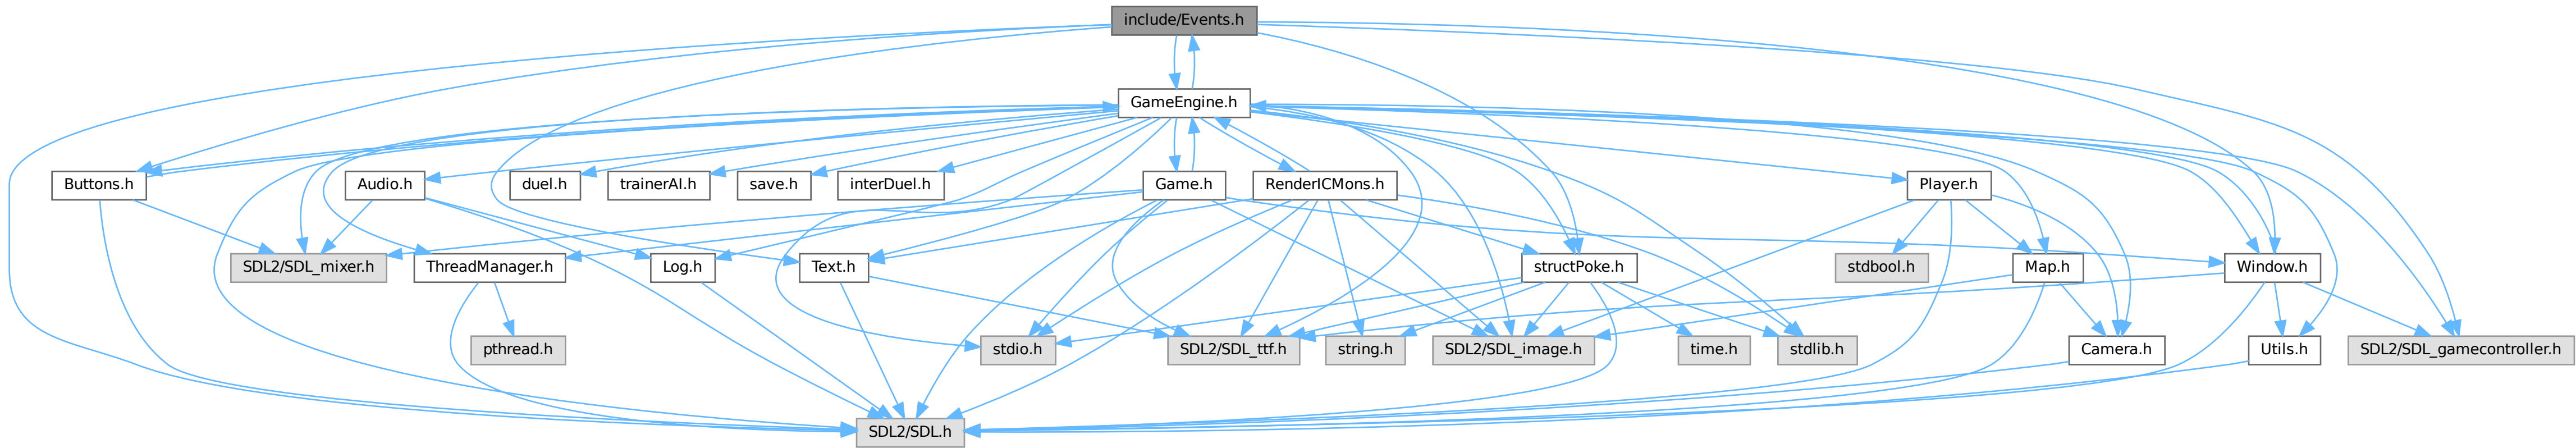 include/Events.h
GameEngine.h
Buttons.h
Audio.h
duel.h
trainerAI.h
save.h
interDuel.h
Game.h
RenderICMons.h
Player.h
SDL2/SDL_mixer.h
ThreadManager.h
Log.h
Text.h
structPoke.h
stdbool.h
Map.h
Window.h
pthread.h
stdio.h
SDL2/SDL_ttf.h
string.h
SDL2/SDL_image.h
time.h
stdlib.h
Camera.h
Utils.h
SDL2/SDL_gamecontroller.h
SDL2/SDL.h